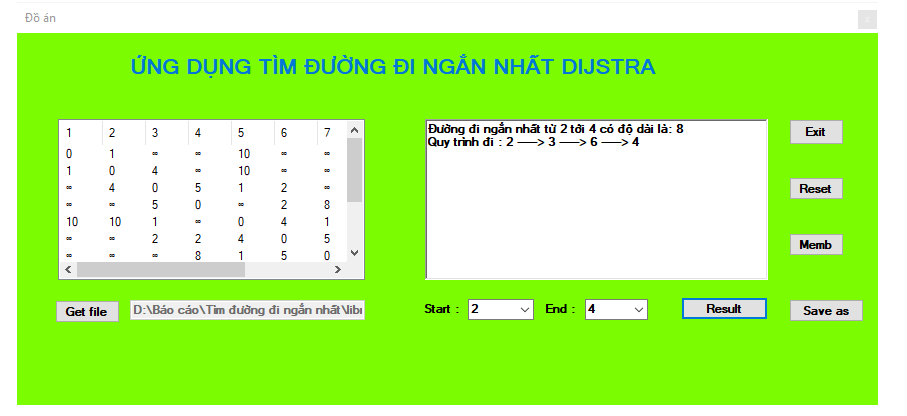 Đồ án
ỨNG DỤNG TÌM ĐƯỜNG ĐI NGẮN NHẤT DIJSTRA
1 2 3 4 5 6 7
0 1 ∞ ∞ 10 ∞ ∞
1 0 4 ∞ 10 ∞ ∞
∞ 4 0 5 1 2 ∞
∞ ∞ 5 0 ∞ 2 8
10 10 1 ∞ 0 4 1
∞ ∞ 2 2 4 0 5
∞ ∞ ∞ 8 1 5 0
Đường đi ngắn nhất từ 2 tới 4 có độ dài là: 8
Quy trình đi : 2 ---> 3 ---> 6 ---> 4
Exit
Reset
Memb
Get file
D:\Báo cáo\Tìm đường đi ngắn nhất\libr
Start :
2
End :
4
Result
Save as